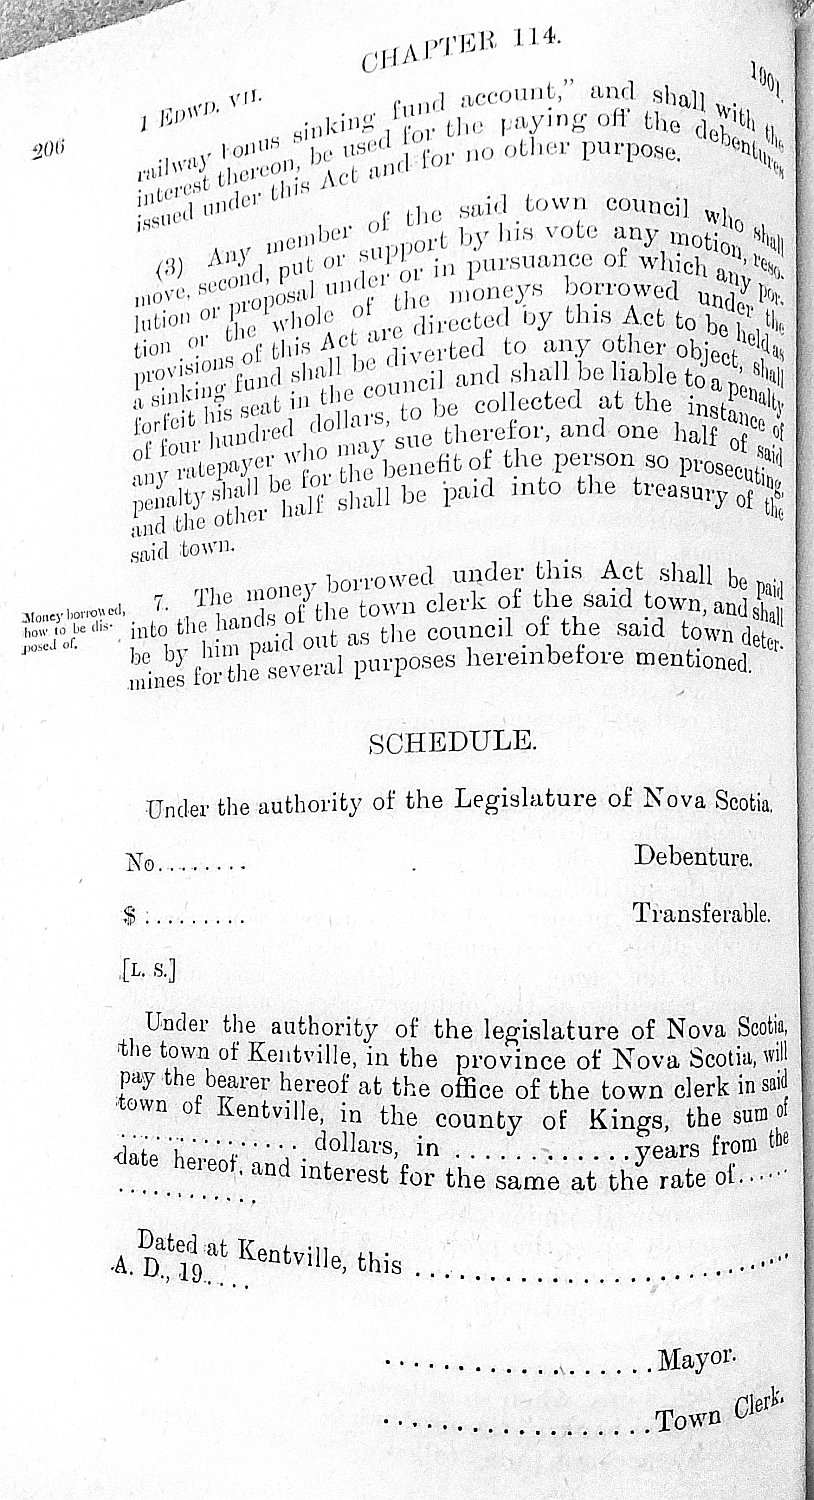 206
1 EDWD. VII.
CHAPTER 114.
1901.
railway bonus sinking fund account," and shall with the
interest thereon, be used for the paying off the debentures
issued under this Act and for no other purpose.
(3) Any member of the said town council who shall
move, second, put or support by his vote any motion, reso-
lution or proposal under or in pursuance of which any por-
tion or the whole of the moneys borrowed under the
provisions of this Act are directed by this Act to be held as
a sinking fund shall be diverted to any other object, shall
forfeit his seat in the council and shall be liable to a penalty
of four hundred dollars, to be collected at the instance of
any ratepayer who may sue therefor, and one half of said
penalty shall be for the benefit of the person so prosecuting,
and the other half shall be paid into the treasury of the
said town.
Money borrowed,
how to be dis-
posed of.
7. The money borrowed under this Act shall be paid
into the hands of the town clerk of the said town, and shall
be by him paid out as the council of the said town deter-
mines for the several purposes hereinbefore mentioned.
SCHEDULE.
Under the authority of the Legislature of Nova Scotia.
No........ Debenture.
$ ......... Transferable.
[L. S.]
Under the authority of the legislature of Nova Scotia,
the town of Kentville, in the province of Nova Scotia, will
pay the bearer hereof at the office of the town clerk in said
town of Kentville, in the county of Kings, the sum of
............... dollars, in ............years from the
date hereof, and interest for the same at the rate of......
............
Dated at Kentville, this ...............................
A. D., 19.....
...................Mayor.
...................Town Clerk.